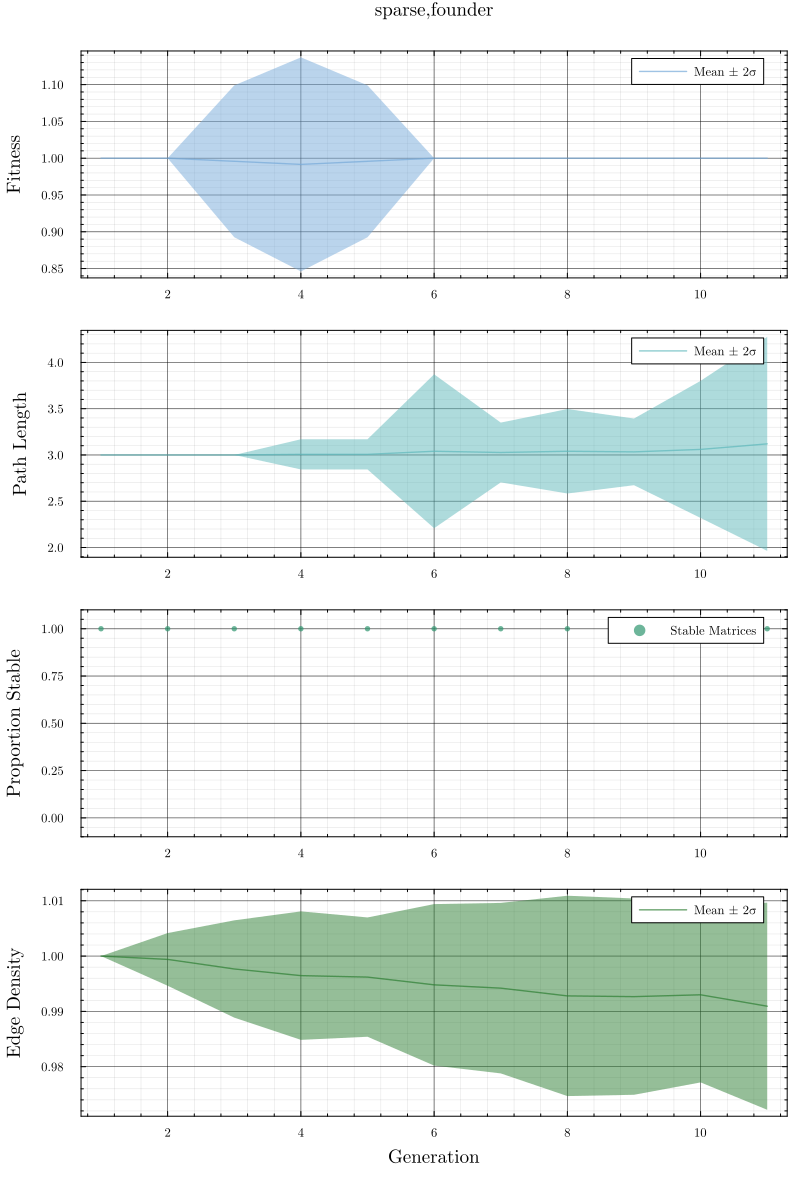 sparse,founder
Mean ± 2σ
1.10
1.05
1.00
0.95
0.90
0.85
Fitness
2 4 6 8 10
Mean ± 2σ
4.0
3.5
3.0
2.5
2.0
Path Length
2 4 6 8 10
Stable Matrices
1.00
0.75
0.50
0.25
0.00
Proportion Stable
2 4 6 8 10
Mean ± 2σ
1.01
1.00
0.99
0.98
Edge Density
2 4 6 8 10
Generation